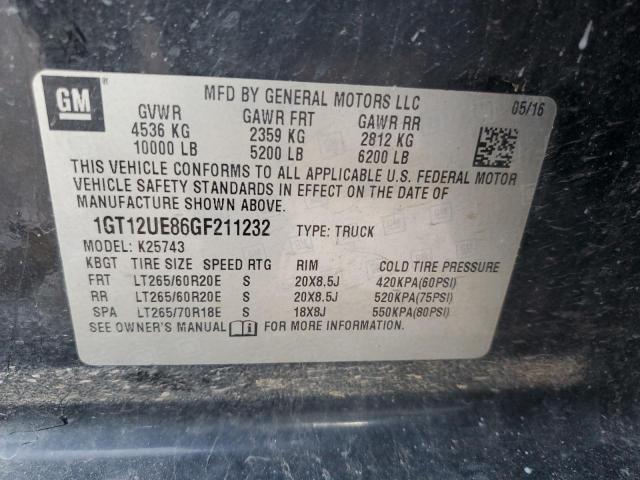 GM
MFD BY GENERAL MOTORS LLC
05/16
GVWR GAWR FRT GAWR RR
4536 KG 2359 KG 2812 KG
10000 LB 5200 LB 6200 LB
THIS VEHICLE CONFORMS TO ALL APPLICABLE U.S. FEDERAL MOTOR
VEHICLE SAFETY STANDARDS IN EFFECT ON THE DATE OF
MANUFACTURE SHOWN ABOVE.
1GT12UE86GF211232 TYPE: TRUCK
MODEL: K25743
KBGT TIRE SIZE SPEED RTG RIM COLD TIRE PRESSURE
FRT LT265/60R20E S 20X8.5J 420KPA(60PSI)
RR LT265/60R20E S 20X8.5J 520KPA(75PSI)
SPA LT265/70R18E S 18X8J 550KPA(80PSI)
SEE OWNER'S MANUAL FOR MORE INFORMATION.